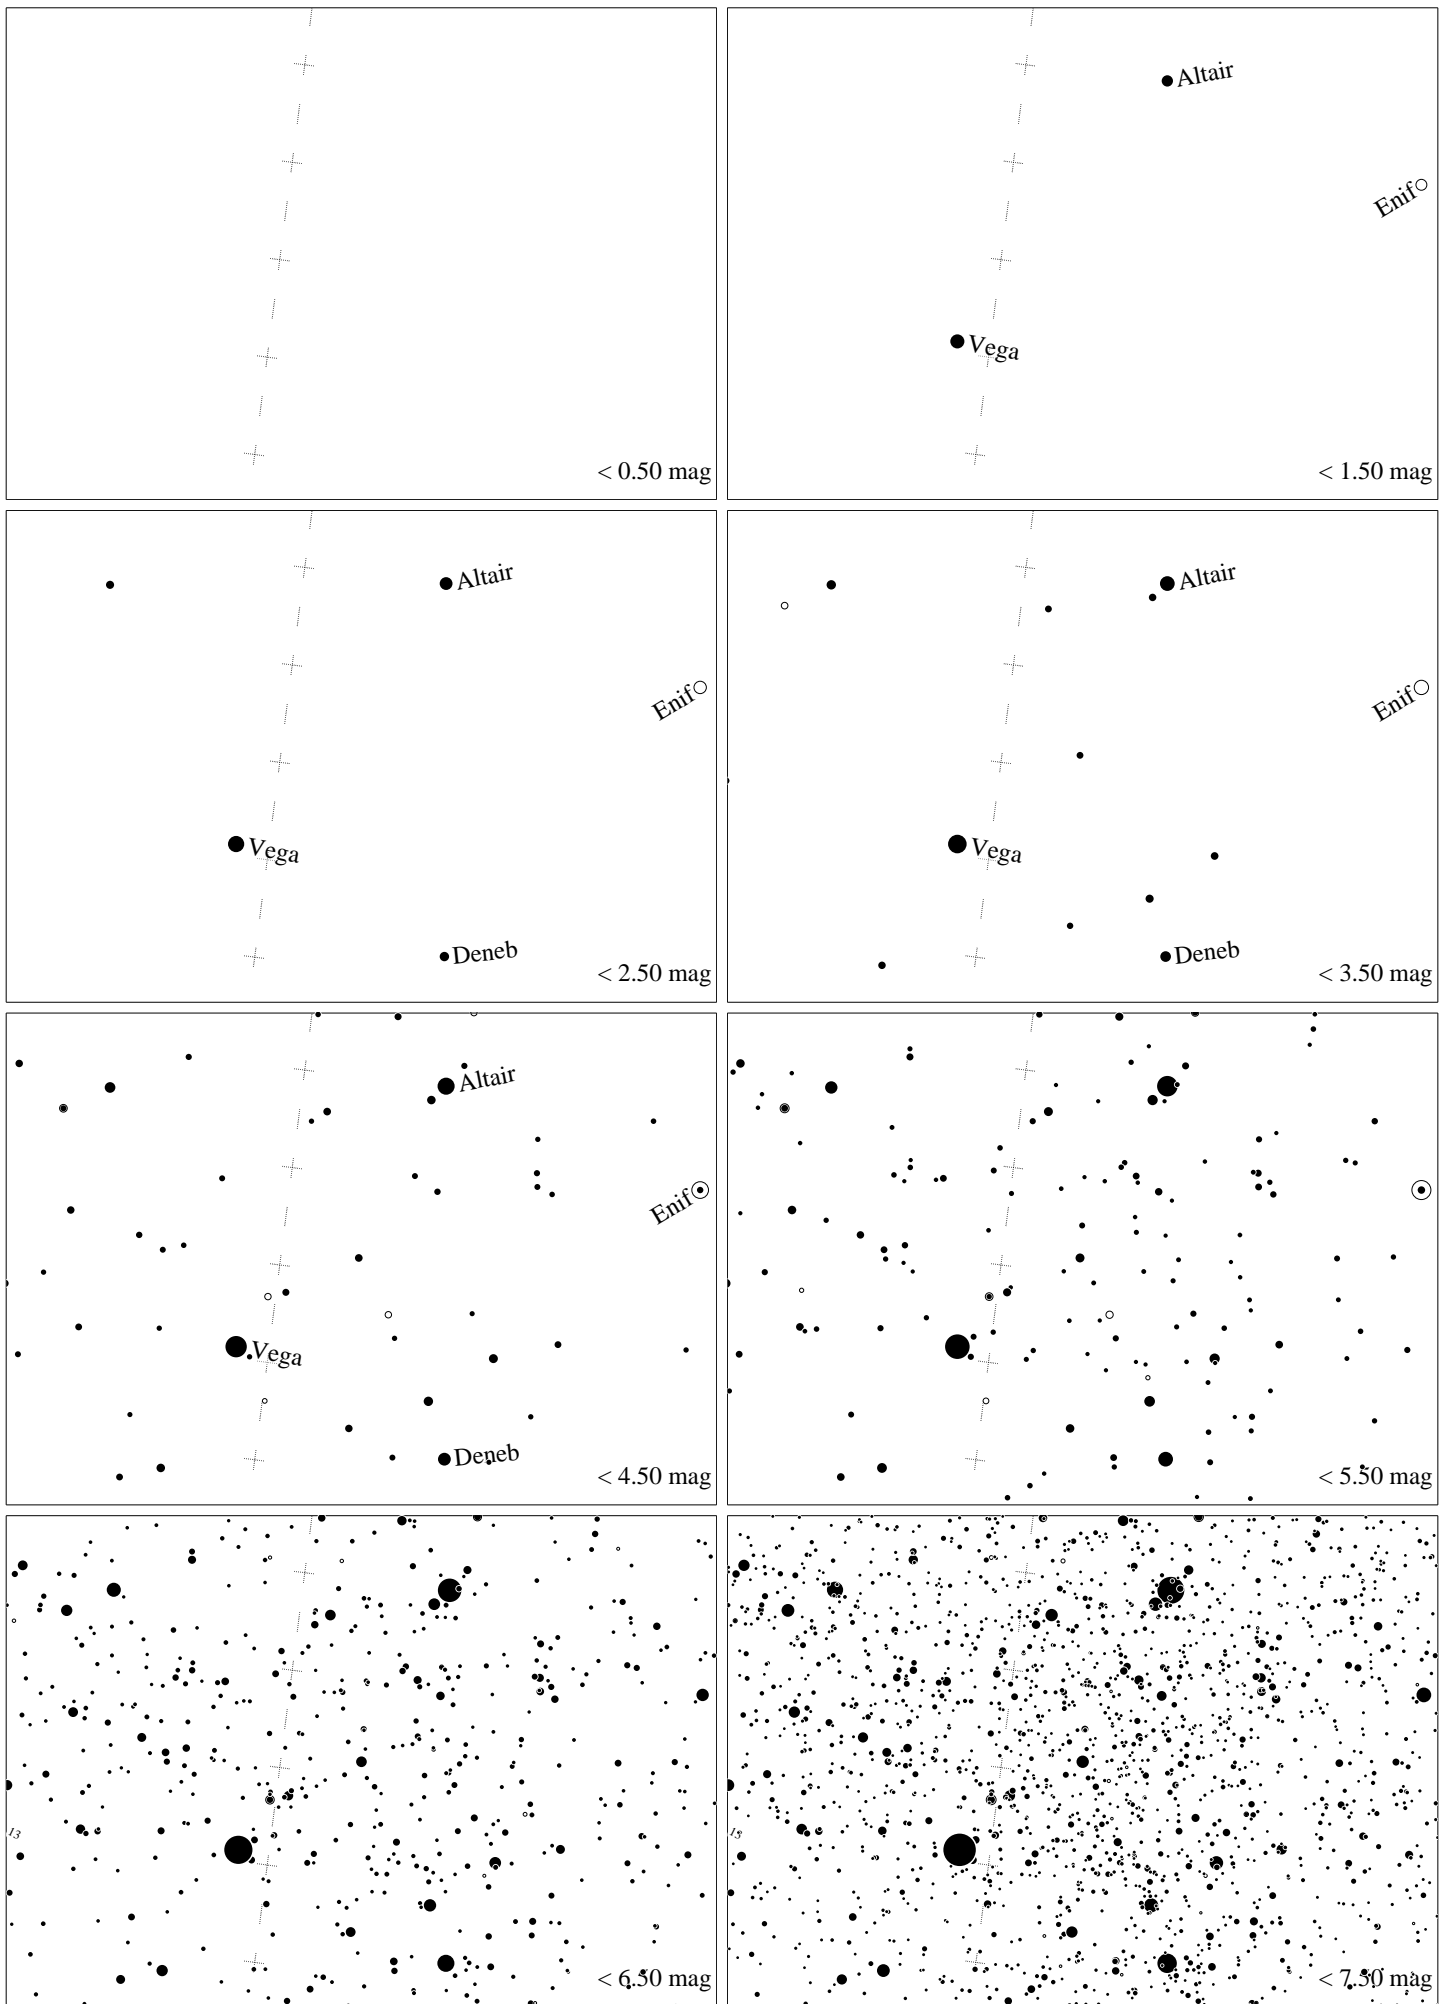 < 0.50 mag
Altair
Enif
Vega
< 1.50 mag
Altair
Enif
Vega
Deneb
< 2.50 mag
Altair
Enif
Vega
Deneb
< 3.50 mag
Altair
Enif
Vega
Deneb
< 4.50 mag
< 5.50 mag
13
< 6.50 mag
13
< 7.50 mag